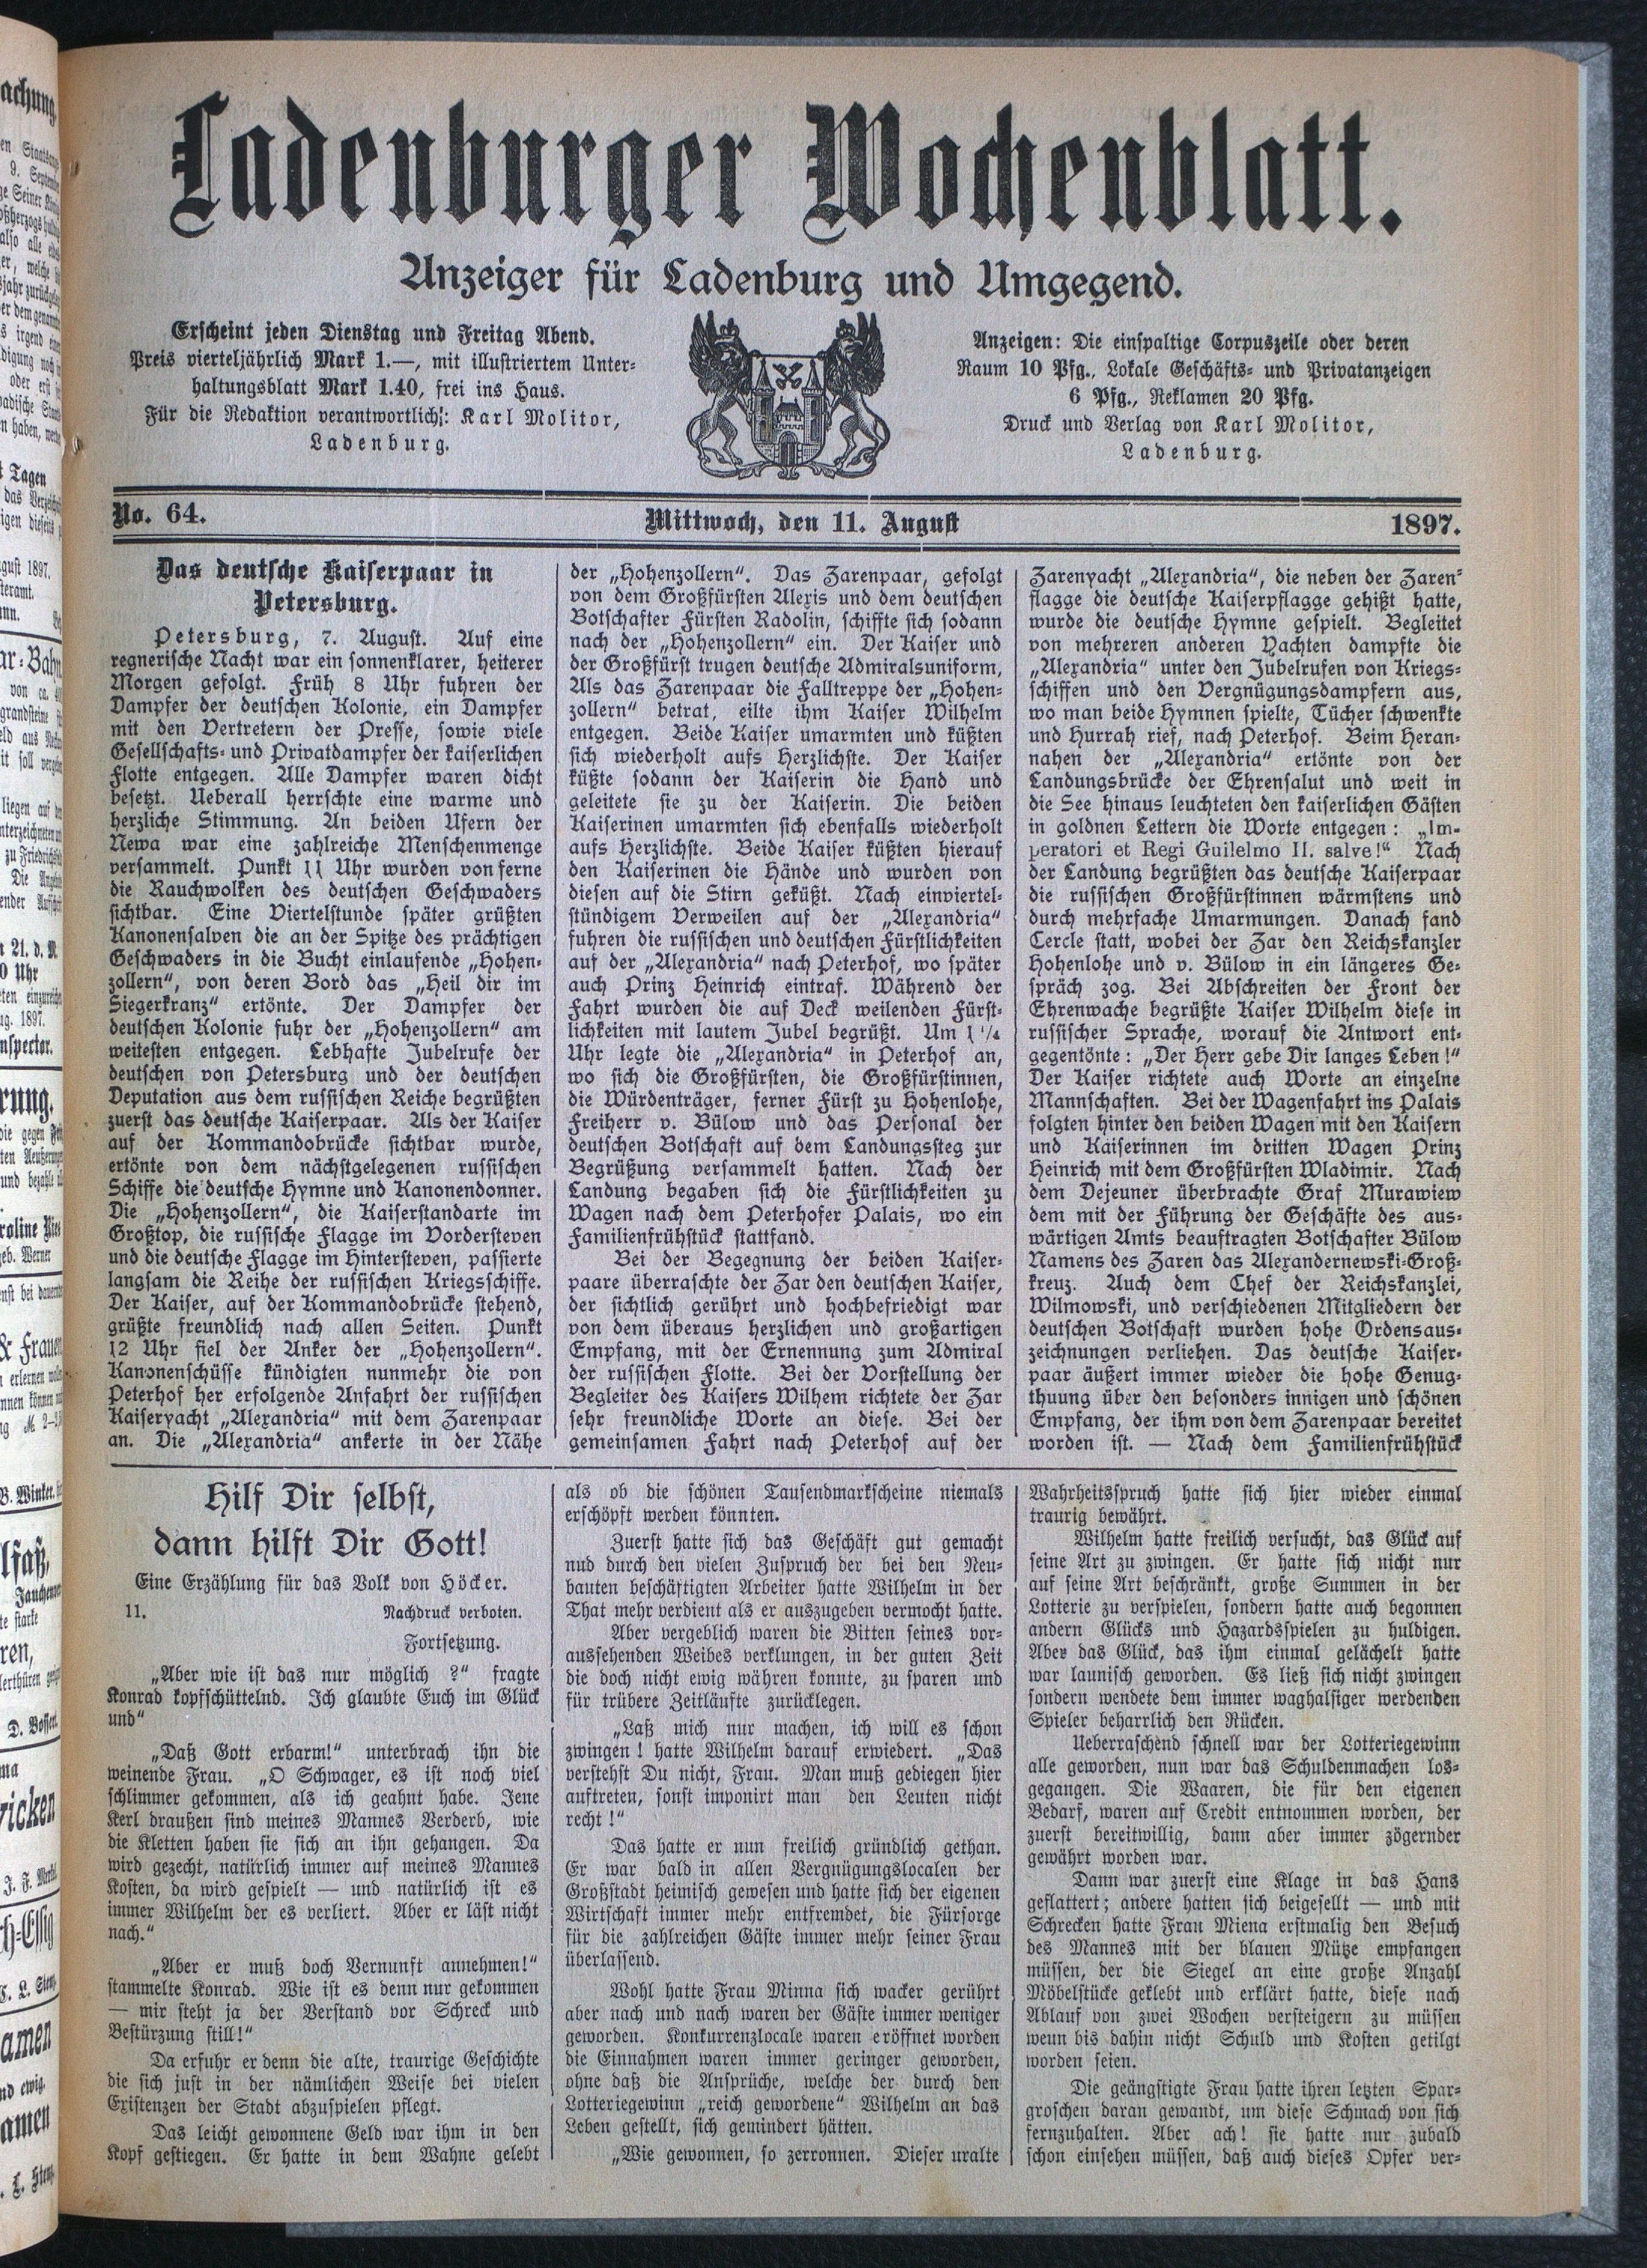 Ladenburger Wochenblatt.
Anzeiger für Ladenburg und Umgegend.
Erscheint jeden Dienstag und Freitag Abend.
Preis vierteljährlich Mark 1.—, mit illustriertem Unter-
haltungsblatt Mark 1.40, frei ins Haus.
Für die Redaktion verantwortlich: Karl Molitor,
Ladenburg.
Anzeigen: Die einspaltige Corpuszeile oder deren
Raum 10 Pfg., Lokale Geschäfts- und Privatanzeigen
6 Pfg., Reklamen 20 Pfg.
Druck und Verlag von Karl Molitor,
Ladenburg.
No. 64.
Mittwoch, den 11. August
1897.
Das deutsche Kaiserpaar in
Petersburg.
Petersburg, 7. August. Auf eine
regnerische Nacht war ein sonnenklarer, heiterer
Morgen gefolgt. Früh 8 Uhr fuhren der
Dampfer der deutschen Kolonie, ein Dampfer
mit den Vertretern der Presse, sowie viele
Gesellschafts- und Privatdampfer der kaiserlichen
Flotte entgegen. Alle Dampfer waren dicht
besetzt. Ueberall herrschte eine warme und
herzliche Stimmung. An beiden Ufern der
Newa war eine zahlreiche Menschenmenge
versammelt. Punkt 11 Uhr wurden von ferne
die Rauchwolken des deutschen Geschwaders
sichtbar. Eine Viertelstunde später grüßten
Kanonensalven die an der Spitze des prächtigen
Geschwaders in die Bucht einlaufende „Hohen-
zollern“, von deren Bord das „Heil dir im
Siegerkranz“ ertönte. Der Dampfer der
deutschen Kolonie fuhr der „Hohenzollern“ am
weitesten entgegen. Lebhafte Jubelrufe der
deutschen von Petersburg und der deutschen
Deputation aus dem russischen Reiche begrüßten
zuerst das deutsche Kaiserpaar. Als der Kaiser
auf der Kommandobrücke sichtbar wurde,
ertönte von dem nächstgelegenen russischen
Schiffe die deutsche Hymne und Kanonendonner.
Die „Hohenzollern“, die Kaiserstandarte im
Großtop, die russische Flagge im Vordersteven
und die deutsche Flagge im Hintersteven, passierte
langsam die Reihe der russischen Kriegsschiffe.
Der Kaiser, auf der Kommandobrücke stehend,
grüßte freundlich nach allen Seiten. Punkt
12 Uhr fiel der Anker der „Hohenzollern“.
Kanonenschüsse kündigten nunmehr die von
Peterhof her erfolgende Anfahrt der russischen
Kaiseryacht „Alexandria“ mit dem Zarenpaar
an. Die „Alexandria“ ankerte in der Nähe
der „Hohenzollern“. Das Zarenpaar, gefolgt
von dem Großfürsten Alexis und dem deutschen
Botschafter Fürsten Radolin, schiffte sich sodann
nach der „Hohenzollern“ ein. Der Kaiser und
der Großfürst trugen deutsche Admiralsuniform,
Als das Zarenpaar die Falltreppe der „Hohen-
zollern“ betrat, eilte ihm Kaiser Wilhelm
entgegen. Beide Kaiser umarmten und küßten
sich wiederholt aufs Herzlichste. Der Kaiser
küßte sodann der Kaiserin die Hand und
geleitete sie zu der Kaiserin. Die beiden
Kaiserinen umarmten sich ebenfalls wiederholt
aufs Herzlichste. Beide Kaiser küßten hierauf
den Kaiserinen die Hände und wurden von
diesen auf die Stirn geküßt. Nach einviertel-
stündigem Verweilen auf der „Alexandria“
fuhren die russischen und deutschen Fürstlichkeiten
auf der „Alexandria“ nach Peterhof, wo später
auch Prinz Heinrich eintraf. Während der
Fahrt wurden die auf Deck weilenden Fürst-
lichkeiten mit lautem Jubel begrüßt. Um 1 1/4
Uhr legte die „Alexandria“ in Peterhof an,
wo sich die Großfürsten, die Großfürstinnen,
die Würdenträger, ferner Fürst zu Hohenlohe,
Freiherr v. Bülow und das Personal der
deutschen Botschaft auf dem Landungssteg zur
Begrüßung versammelt hatten. Nach der
Landung begaben sich die Fürstlichkeiten zu
Wagen nach dem Peterhofer Palais, wo ein
Familienfrühstück stattfand.
Bei der Begegnung der beiden Kaiser-
paare überraschte der Zar den deutschen Kaiser,
der sichtlich gerührt und hochbefriedigt war
von dem überaus herzlichen und großartigen
Empfang, mit der Ernennung zum Admiral
der russischen Flotte. Bei der Vorstellung der
Begleiter des Kaisers Wilhem richtete der Zar
sehr freundliche Worte an diese. Bei der
gemeinsamen Fahrt nach Peterhof auf der
Zarenyacht „Alexandria“, die neben der Zaren-
flagge die deutsche Kaiserpflagge gehißt hatte,
wurde die deutsche Hymne gespielt. Begleitet
von mehreren anderen Yachten dampfte die
„Alexandria“ unter den Jubelrufen von Kriegs-
schiffen und den Vergnügungsdampfern aus,
wo man beide Hymnen spielte, Tücher schwenkte
und Hurrah rief, nach Peterhof. Beim Heran-
nahen der „Alexandria“ ertönte von der
Landungsbrücke der Ehrensalut und weit in
die See hinaus leuchteten den kaiserlichen Gästen
in goldnen Lettern die Worte entgegen: „Im-
peratori et Regi Guilelmo II. salve!“ Nach
der Landung begrüßten das deutsche Kaiserpaar
die russischen Großfürstinnen wärmstens und
durch mehrfache Umarmungen. Danach fand
Cercle statt, wobei der Zar den Reichskanzler
Hohenlohe und v. Bülow in ein längeres Ge-
spräch zog. Bei Abschreiten der Front der
Ehrenwache begrüßte Kaiser Wilhelm diese in
russischer Sprache, worauf die Antwort ent-
gegentönte: „Der Herr gebe Dir langes Leben!“
Der Kaiser richtete auch Worte an einzelne
Mannschaften. Bei der Wagenfahrt ins Palais
folgten hinter den beiden Wagen mit den Kaisern
und Kaiserinnen im dritten Wagen Prinz
Heinrich mit dem Großfürsten Wladimir. Nach
dem Dejeuner überbrachte Graf Murawiew
dem mit der Führung der Geschäfte des aus-
wärtigen Amts beauftragten Botschafter Bülow
Namens des Zaren das Alexandernewski-Groß-
kreuz. Auch dem Chef der Reichskanzlei,
Wilmowski, und verschiedenen Mitgliedern der
deutschen Botschaft wurden hohe Ordensaus-
zeichnungen verliehen. Das deutsche Kaiser-
paar äußert immer wieder die hohe Genug-
thuung über den besonders innigen und schönen
Empfang, der ihm von dem Zarenpaar bereitet
worden ist. — Nach dem Familienfrühstück
Hilf Dir selbst,
dann hilft Dir Gott!
Eine Erzählung für das Volk von Höcker.
11. Nachdruck verboten.
Fortsetzung.
„Aber wie ist das nur möglich?“ fragte
Konrad kopfschüttelnd. Ich glaubte Euch im Glück
und“
„Daß Gott erbarm!“ unterbrach ihn die
weinende Frau. „O Schwager, es ist noch viel
schlimmer gekommen, als ich geahnt habe. Jene
Kerl draußen sind meines Mannes Verderb, wie
die Kletten haben sie sich an ihn gehangen. Da
wird gezecht, natürlich immer auf meines Mannes
Kosten, da wird gespielt — und natürlich ist es
immer Wilhelm der es verliert. Aber er läst nicht
nach.“
„Aber er muß doch Vernunft annehmen!“
stammelte Konrad. Wie ist es denn nur gekommen
— mir steht ja der Verstand vor Schreck und
Bestürzung still!“
Da erfuhr er denn die alte, traurige Geschichte
die sich just in der nämlichen Weise bei vielen
Existenzen der Stadt abzuspielen pflegt.
Das leicht gewonnene Geld war ihm in den
Kopf gestiegen. Er hatte in dem Wahne gelebt
als ob die schönen Tausendmarkscheine niemals
erschöpft werden könnten.
Zuerst hatte sich das Geschäft gut gemacht
nud durch den vielen Zuspruch der bei den Neu-
bauten beschäftigten Arbeiter hatte Wilhelm in der
That mehr verdient als er auszugeben vermocht hatte.
Aber vergeblich waren die Bitten seines vor-
aussehenden Weibes verklungen, in der guten Zeit
die doch nicht ewig währen konnte, zu sparen und
für trübere Zeitläufte zurücklegen.
„Laß mich nur machen, ich will es schon
zwingen! hatte Wilhelm darauf erwiedert. „Das
verstehst Du nicht, Frau. Man muß gediegen hier
auftreten, sonst imponirt man den Leuten nicht
recht!“
Das hatte er nun freilich gründlich gethan.
Er war bald in allen Vergnügungslocalen der
Großstadt heimisch gewesen und hatte sich der eigenen
Wirtschaft immer mehr entfremdet, die Fürsorge
für die zahlreichen Gäste immer mehr seiner Frau
überlassend.
Wohl hatte Frau Minna sich wacker gerührt
aber nach und nach waren der Gäste immer weniger
geworden. Konkurrenzlocale waren eröffnet worden
die Einnahmen waren immer geringer geworden,
ohne daß die Ansprüche, welche der durch den
Lotteriegewinn „reich gewordene“ Wilhelm an das
Leben gestellt, sich gemindert hätten.
„Wie gewonnen, so zerronnen. Dieser uralte
Wahrheitsspruch hatte sich hier wieder einmal
traurig bewährt.
Wilhelm hatte freilich versucht, das Glück auf
seine Art zu zwingen. Er hatte sich nicht nur
auf seine Art beschränkt, große Summen in der
Lotterie zu verspielen, sondern hatte auch begonnen
andern Glücks und Hazardsspielen zu huldigen.
Aber das Glück, das ihm einmal gelächelt hatte
war launisch geworden. Es ließ sich nicht zwingen
sondern wendete dem immer waghalsiger werdenden
Spieler beharrlich den Rücken.
Ueberraschend schnell war der Lotteriegewinn
alle geworden, nun war das Schuldenmachen los-
gegangen. Die Waaren, die für den eigenen
Bedarf, waren auf Credit entnommen worden, der
zuerst bereitwillig, dann aber immer zögernder
gewährt worden war.
Dann war zuerst eine Klage in das Hans
geflattert; andere hatten sich beigesellt — und mit
Schrecken hatte Frau Miena erstmalig den Besuch
des Mannes mit der blauen Mütze empfangen
müssen, der die Siegel an eine große Anzahl
Möbelstücke geklebt und erklärt hatte, diese nach
Ablauf von zwei Wochen versteigern zu müssen
weun bis dahin nicht Schuld und Kosten getilgt
worden seien.
Die geängstigte Frau hatte ihren letzten Spar-
groschen daran gewandt, um diese Schmach von sich
fernzuhalten. Aber ach! sie hatte nur zubald
schon einsehen müssen, daß auch dieses Opfer ver-